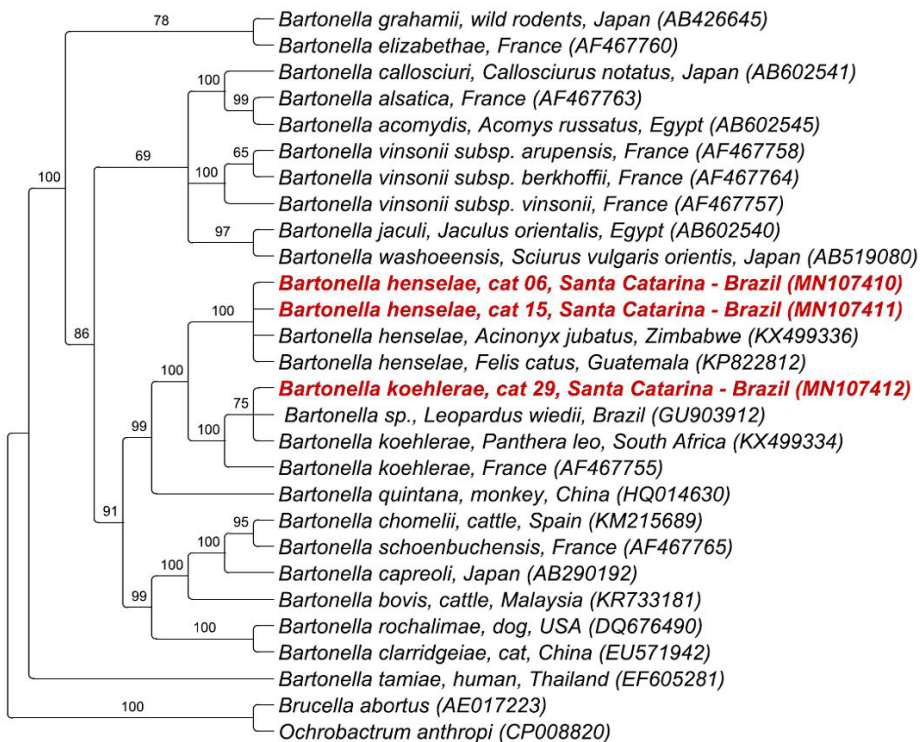 78
Bartonella grahamii, wild rodents, Japan (AB426645)
Bartonella elizabethae, France (AF467760)
100
Bartonella callosciuri, Callosciurus notatus, Japan (AB602541)
99
Bartonella alsatica, France (AF467763)
Bartonella acomydis, Acomys russatus, Egypt (AB602545)
69
65
Bartonella vinsonii subsp. arupensis, France (AF467758)
100
100
Bartonella vinsonii subsp. berkhoffii, France (AF467764)
Bartonella vinsonii subsp. vinsonii, France (AF467757)
97
Bartonella jaculi, Jaculus orientalis, Egypt (AB602540)
Bartonella washoeensis, Sciurus vulgaris orientis, Japan (AB519080)
Bartonella henselae, cat 06, Santa Catarina - Brazil (MN107410)
100
Bartonella henselae, cat 15, Santa Catarina - Brazil (MN107411)
86
Bartonella henselae, Acinonyx jubatus, Zimbabwe (KX499336)
Bartonella henselae, Felis catus, Guatemala (KP822812)
100
75
Bartonella koehlerae, cat 29, Santa Catarina - Brazil (MN107412)
Bartonella sp., Leopardus wiedii, Brazil (GU903912)
99
100
Bartonella koehlerae, Panthera leo, South Africa (KX499334)
Bartonella koehlerae, France (AF467755)
Bartonella quintana, monkey, China (HQ014630)
91
95
Bartonella chomelii, cattle, Spain (KM215689)
100
Bartonella schoenbuchensis, France (AF467765)
100
Bartonella capreoli, Japan (AB290192)
99
Bartonella bovis, cattle, Malaysia (KR733181)
100
Bartonella rochalimae, dog, USA (DQ676490)
Bartonella clarridgeiae, cat, China (EU571942)
Bartonella tamiae, human, Thailand (EF605281)
100
Brucella abortus (AE017223)
Ochrobactrum anthropi (CP008820)